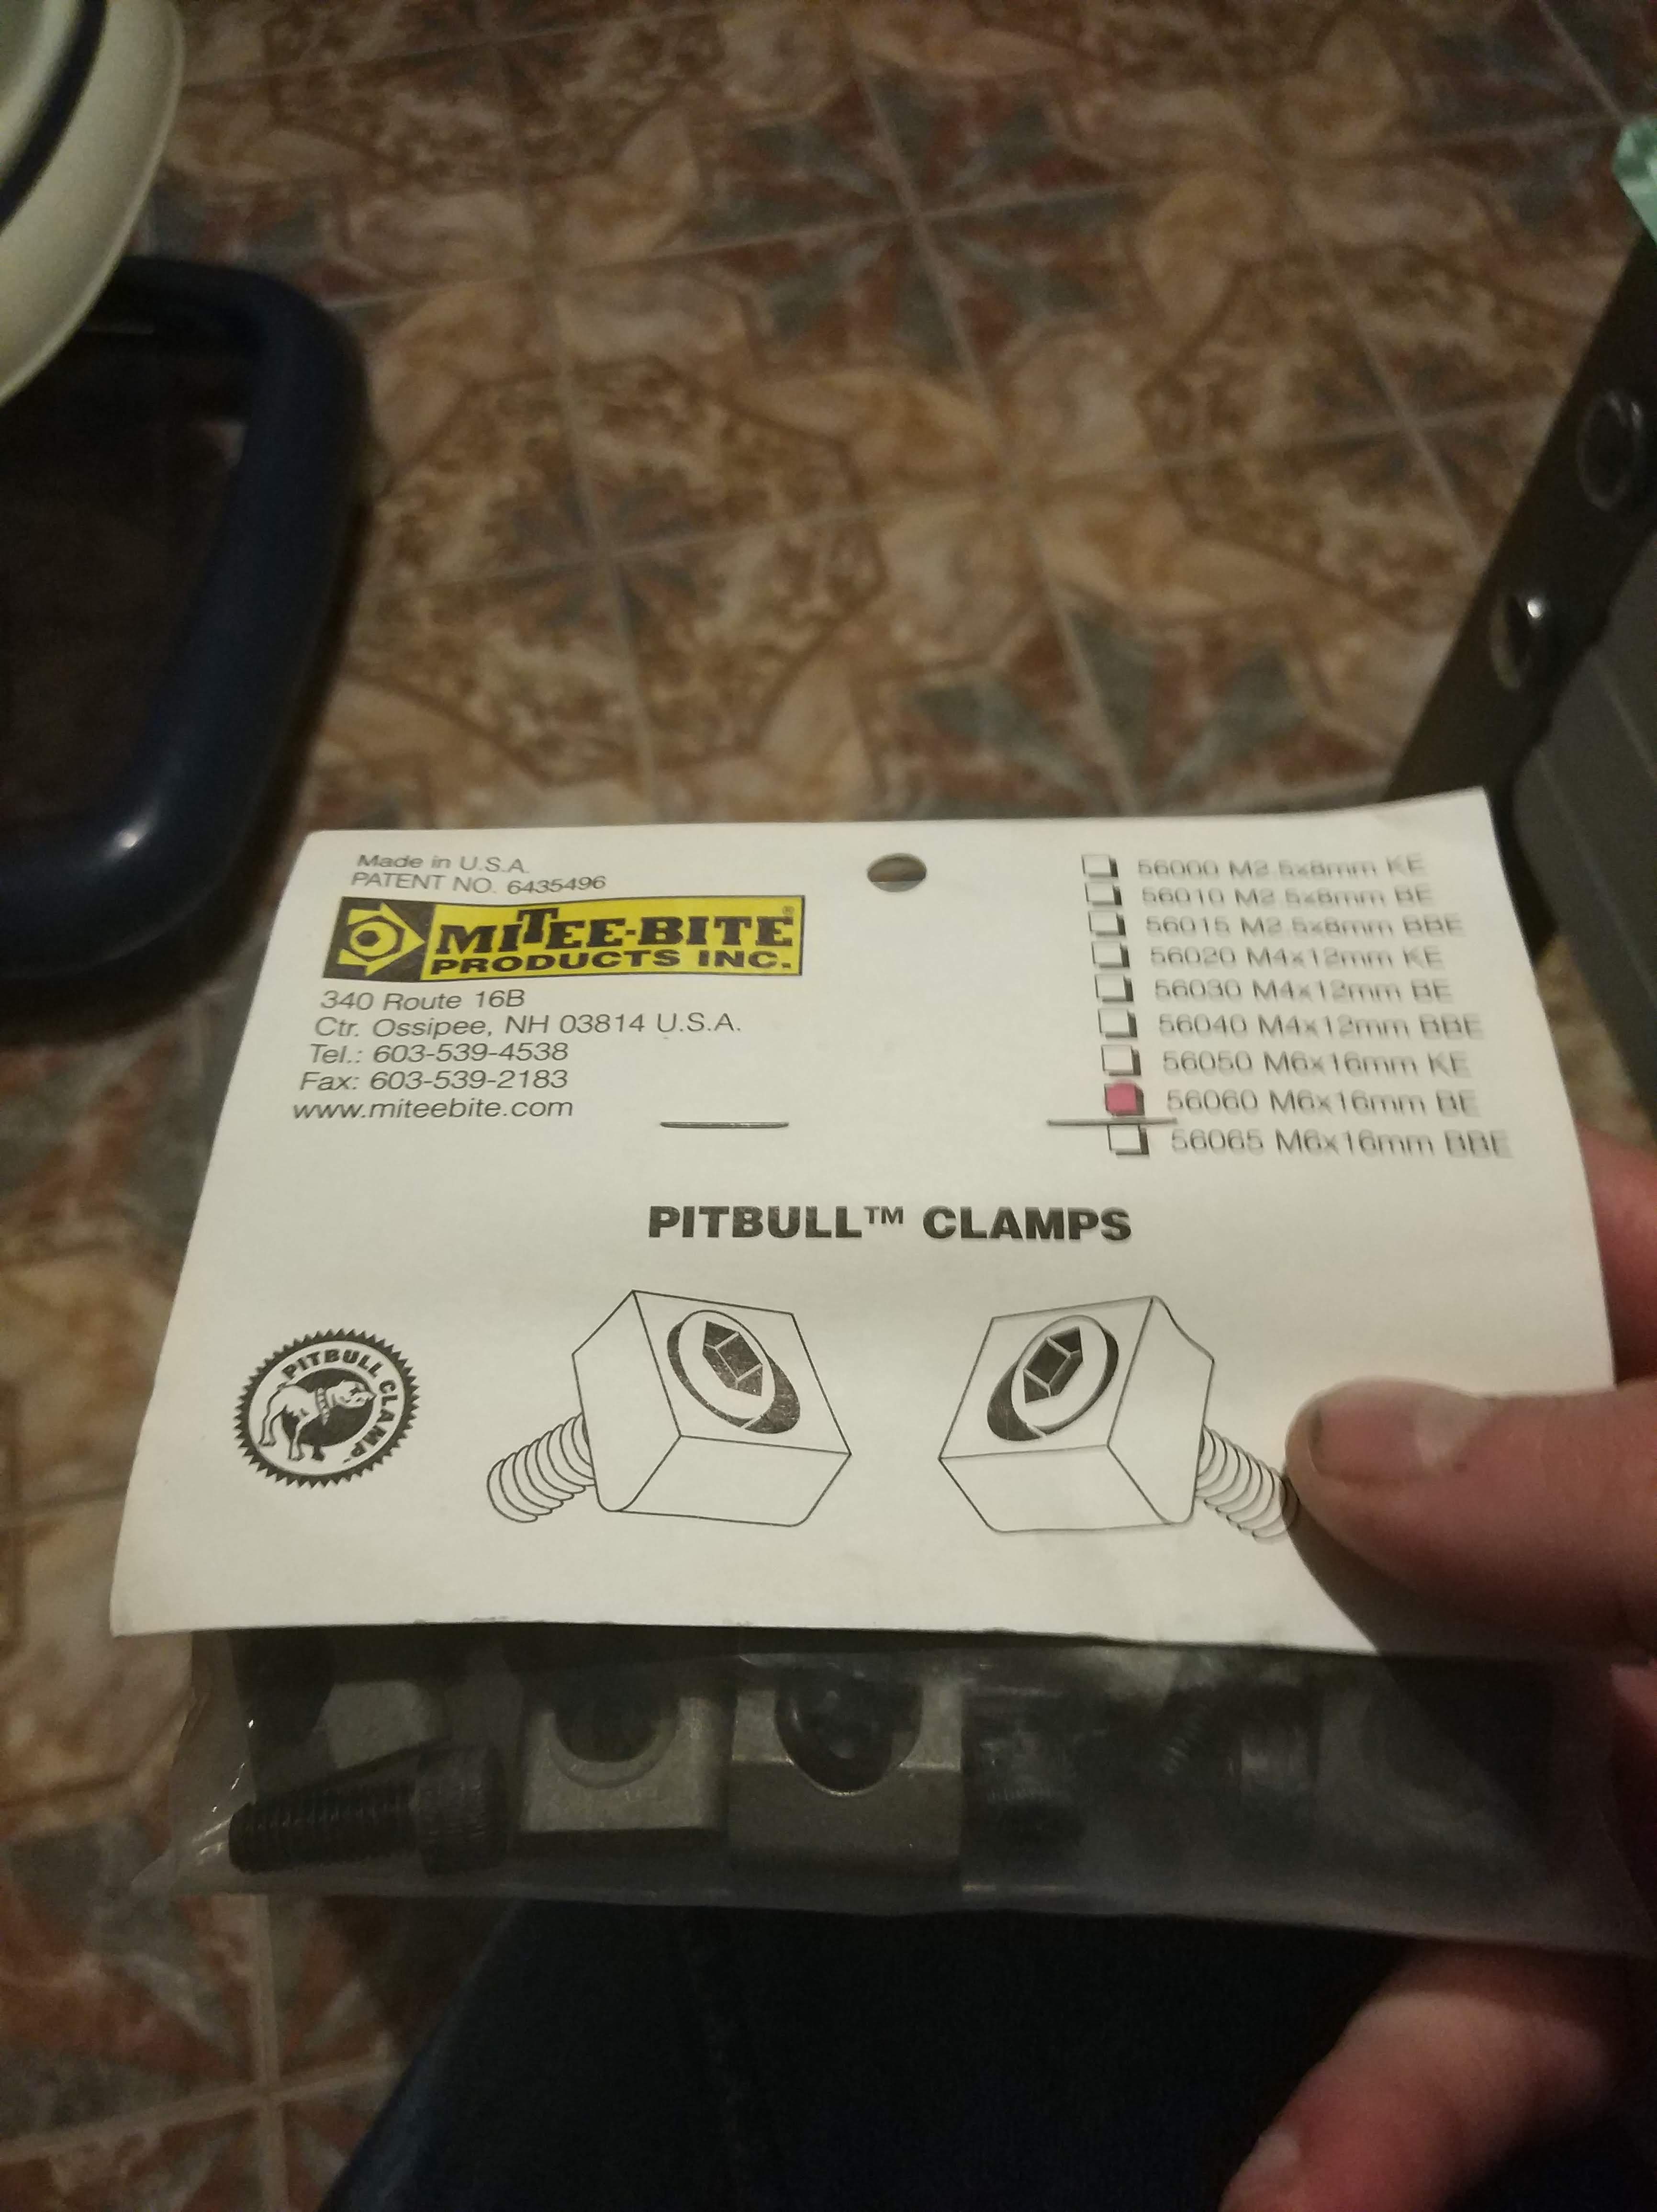 Made in U.S.A.
PATENT NO. 6435496
MITEE-BITE®
PRODUCTS INC.
340 Route 16B
Ctr. Ossipee, NH 03814 U.S.A.
Tel.: 603-539-4538
Fax: 603-539-2183
www.miteebite.com
56000 M2.5x8mm KE
56010 M2.5x8mm BE
56015 M2.5x8mm BBE
56020 M4x12mm KE
56030 M4x12mm BE
56040 M4x12mm BBE
56050 M6x16mm KE
56060 M6x16mm BE
56065 M6x16mm BBE
PITBULL™ CLAMPS
PITBULL CLAMP